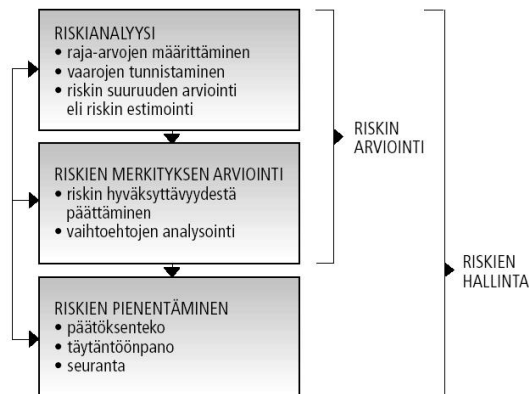 RISKIANALYYSI
• raja-arvojen määrittäminen
• vaarojen tunnistaminen
• riskin suuruuden arviointi
eli riskin estimointi
RISKIEN MERKITYKSEN ARVIOINTI
• riskin hyväksyttävyydestä
päättäminen
• vaihtoehtojen analysointi
RISKIEN PIENENTÄMINEN
• päätöksenteko
• täytäntöönpano
• seuranta
RISKIN
ARVIOINTI
RISKIEN
HALLINTA